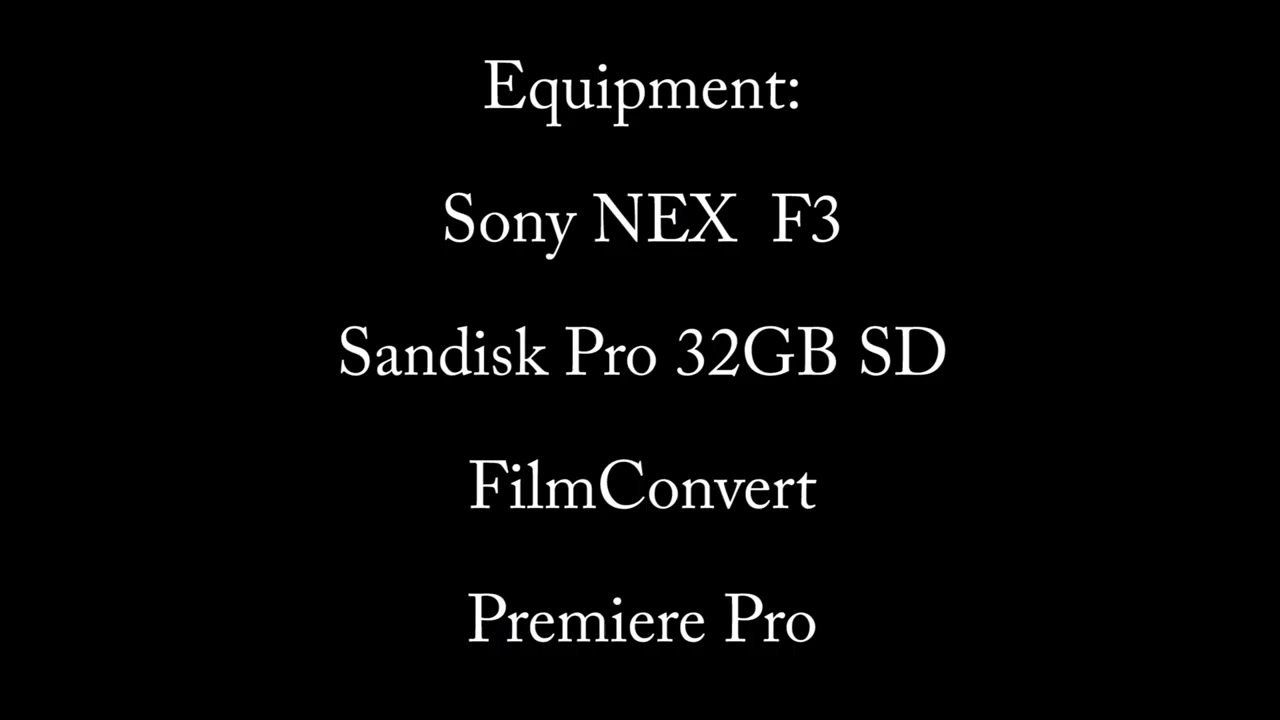 Equipment:
Sony NEX  F3
Sandisk Pro 32GB SD
FilmConvert
Premiere Pro